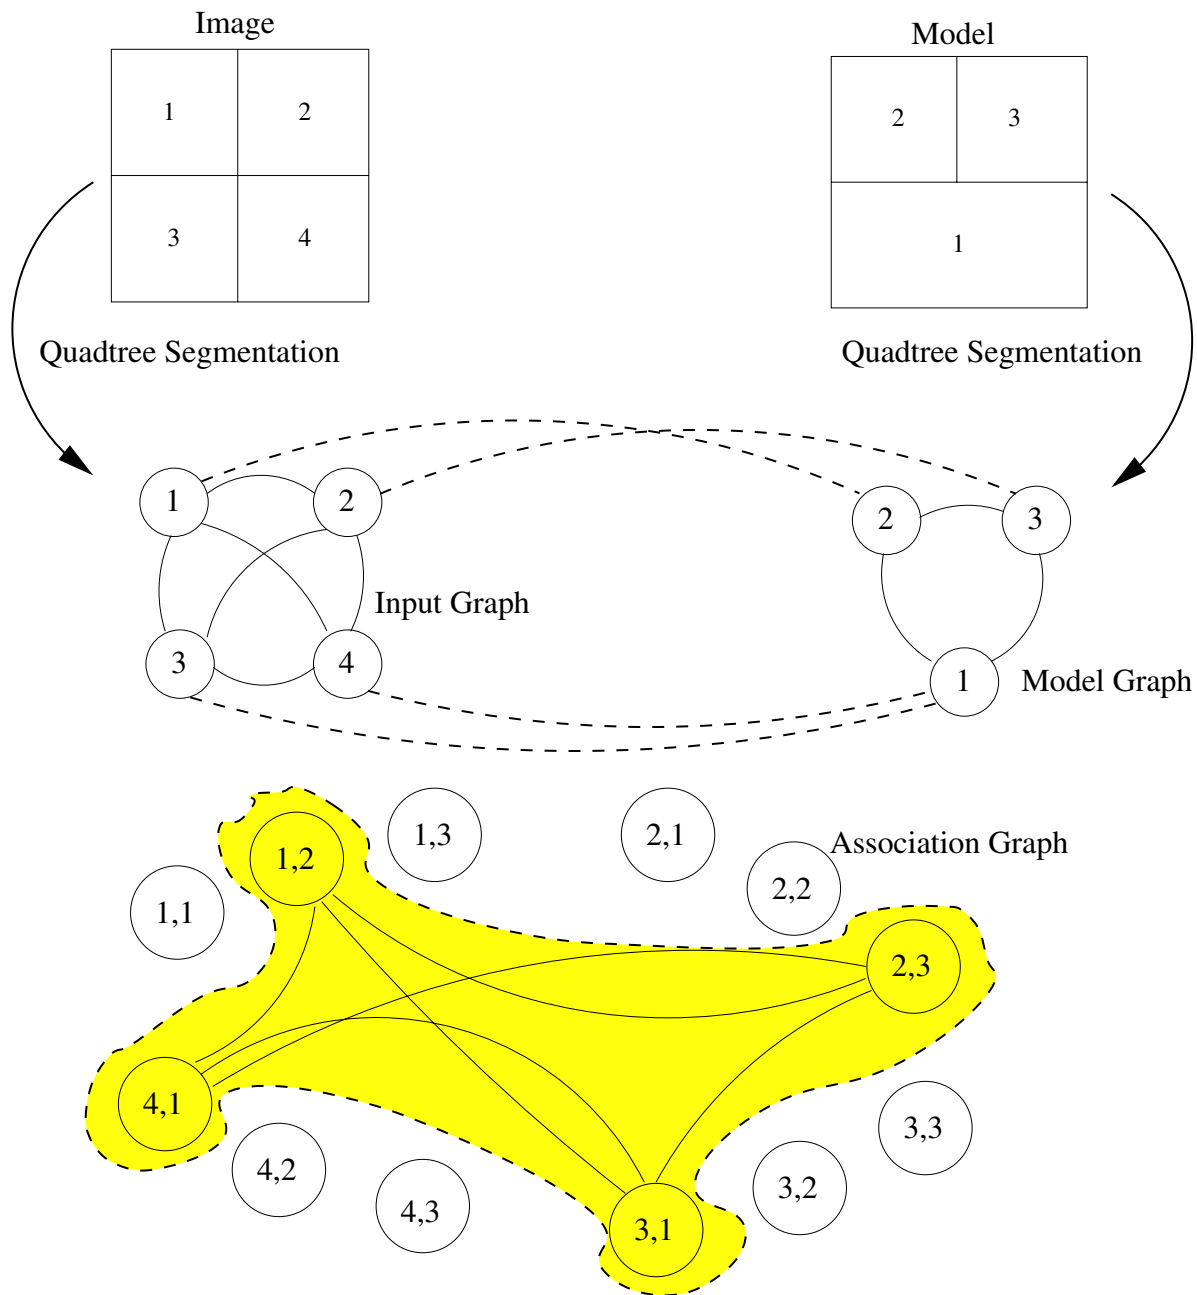 Image
Model
1 2
3 4
2 3
1
Quadtree Segmentation
Quadtree Segmentation
1 2
3 4
Input Graph
2 3
1
Model Graph
Association Graph
1,3
2,1
1,2
2,2
1,1
2,3
4,1
3,3
4,2
3,2
4,3
3,1